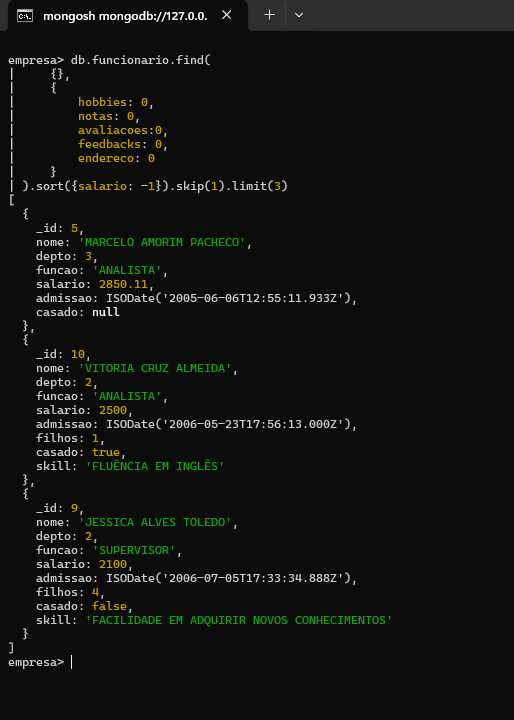 mongosh mongodb://127.0.0.
empresa> db.funcionario.find(
|     {},
|     {
|         hobbies: 0,
|         notas: 0,
|         avaliacoes:0,
|         feedbacks: 0,
|         endereco: 0
|     }
| ).sort({salario: -1}).skip(1).limit(3)
[
  {
    _id: 5,
    nome: 'MARCELO AMORIM PACHECO',
    depto: 3,
    funcao: 'ANALISTA',
    salario: 2850.11,
    admissao: ISODate('2005-06-06T12:55:11.933Z'),
    casado: null
  },
  {
    _id: 10,
    nome: 'VITORIA CRUZ ALMEIDA',
    depto: 2,
    funcao: 'ANALISTA',
    salario: 2500,
    admissao: ISODate('2006-05-23T17:56:13.000Z'),
    filhos: 1,
    casado: true,
    skill: 'FLUÊNCIA EM INGLÊS'
  },
  {
    _id: 9,
    nome: 'JESSICA ALVES TOLEDO',
    depto: 2,
    funcao: 'SUPERVISOR',
    salario: 2100,
    admissao: ISODate('2006-07-05T17:33:34.888Z'),
    filhos: 4,
    casado: false,
    skill: 'FACILIDADE EM ADQUIRIR NOVOS CONHECIMENTOS'
  }
]
empresa>